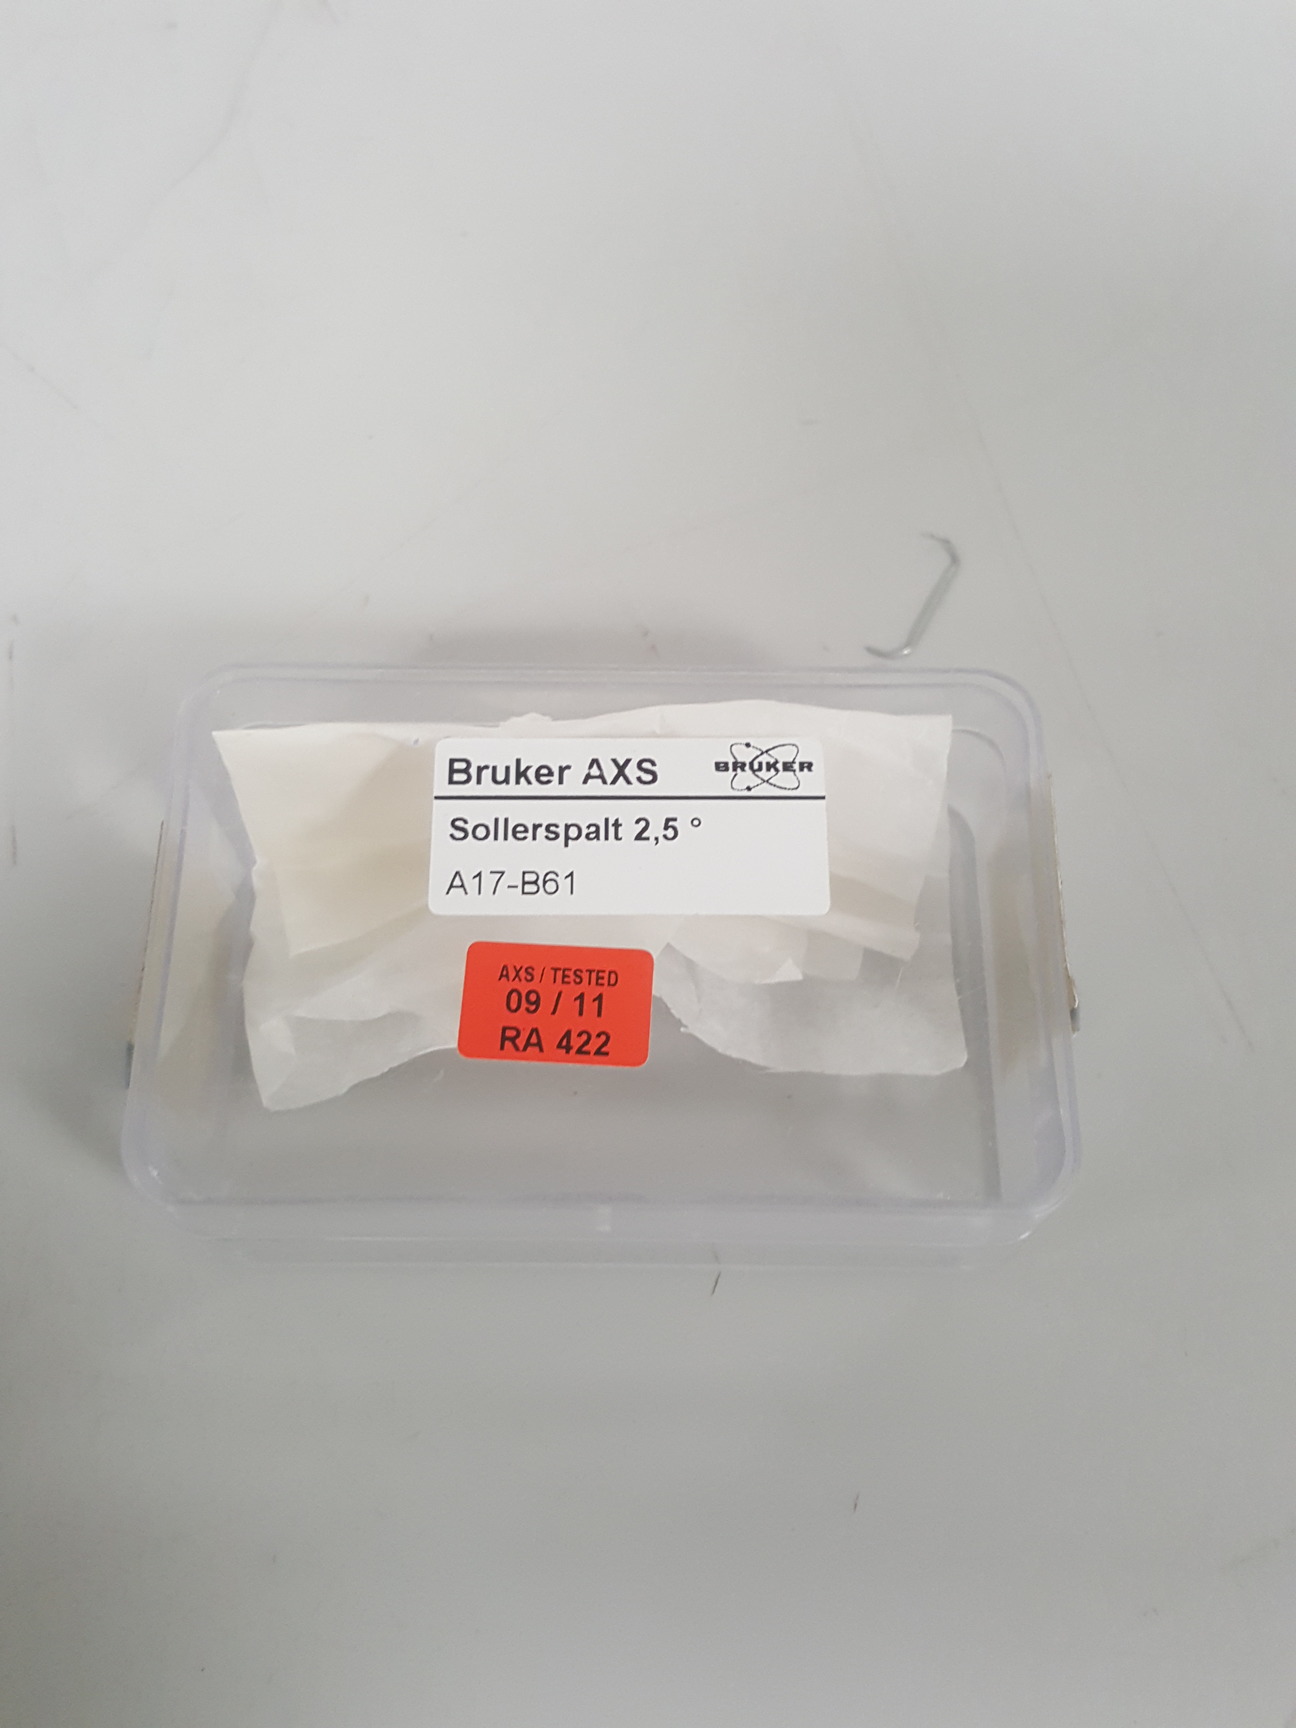 Bruker AXS
BRUKER
Sollerspalt 2,5 °
A17-B61
AXS / TESTED
09 / 11
RA 422